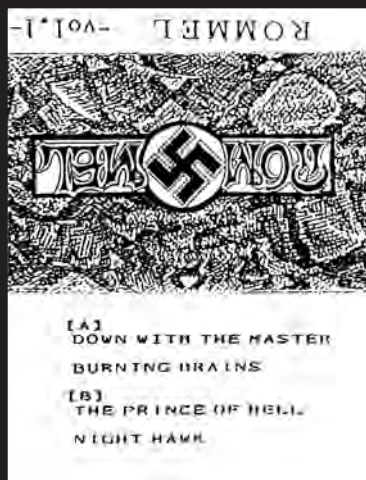 ROMMEL -vol.1-
ROMMEL
[A]
DOWN WITH THE MASTER
BURNING BRAINS
[B]
THE PRINCE OF HELL
NIGHT HAWK